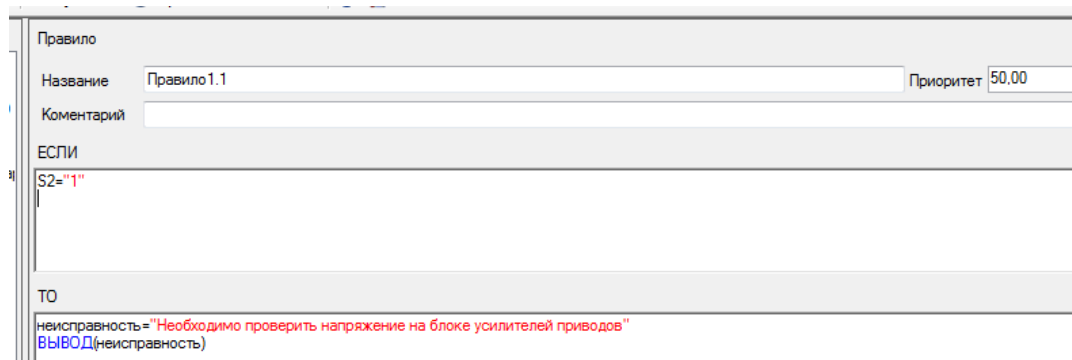 Правило
Название Правило1.1 Приоритет 50,00
Коментарий
ЕСЛИ
S2="1"
ТО
неисправность="Необходимо проверить напряжение на блоке усилителей приводов"
ВЫВОД(неисправность)